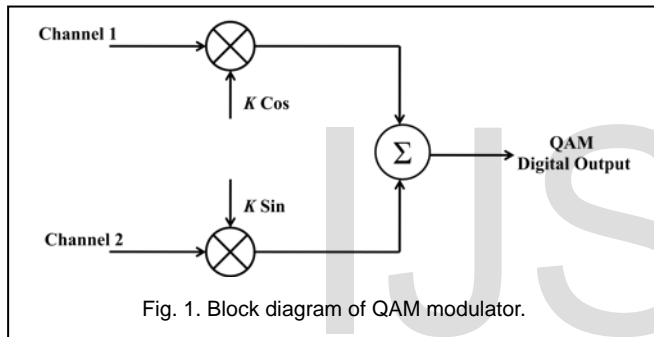 Channel 1
K Cos
Σ
QAM
Digital Output
K Sin
Channel 2
Fig. 1. Block diagram of QAM modulator.
IJS